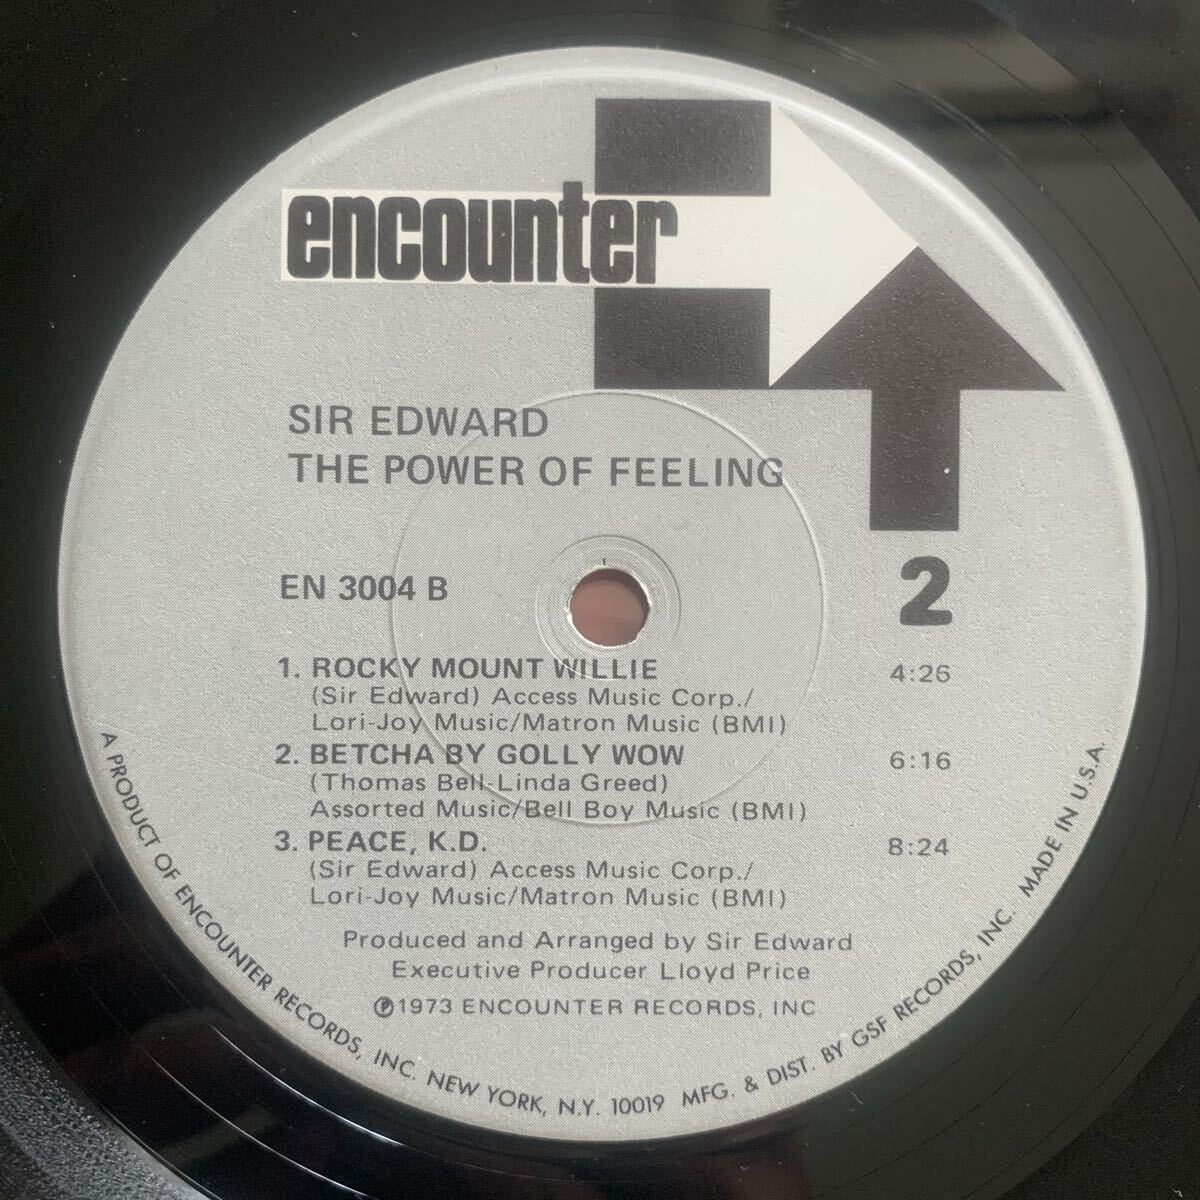 encounter
SIR EDWARD
THE POWER OF FEELING
EN 3004 B
2
1. ROCKY MOUNT WILLIE 4:26
(Sir Edward) Access Music Corp./
Lori-Joy Music/Matron Music (BMI)
2. BETCHA BY GOLLY WOW 6:16
(Thomas Bell-Linda Greed)
Assorted Music/Bell Boy Music (BMI)
3. PEACE, K.D. 8:24
(Sir Edward) Access Music Corp./
Lori-Joy Music/Matron Music (BMI)
Produced and Arranged by Sir Edward
Executive Producer Lloyd Price
℗1973 ENCOUNTER RECORDS, INC
A PRODUCT OF ENCOUNTER RECORDS, INC. NEW YORK, N.Y. 10019 MFG. & DIST. BY GSF RECORDS, INC. MADE IN U.S.A.